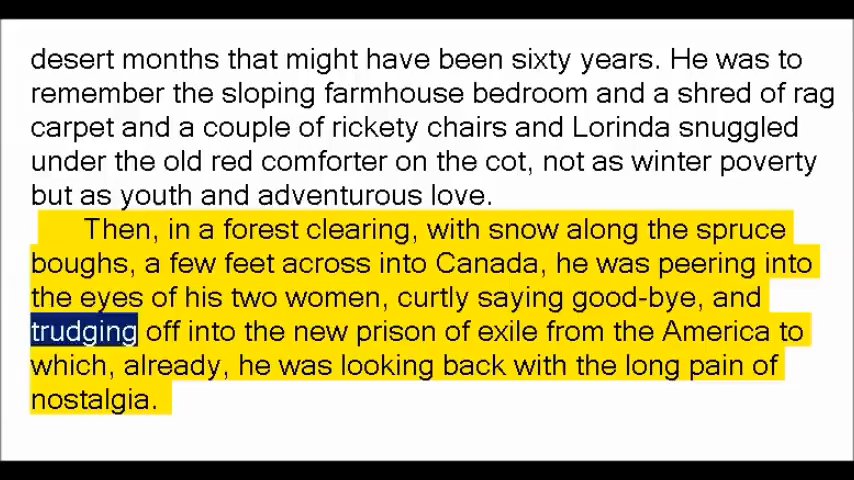 desert months that might have been sixty years. He was to
remember the sloping farmhouse bedroom and a shred of rag
carpet and a couple of rickety chairs and Lorinda snuggled
under the old red comforter on the cot, not as winter poverty
but as youth and adventurous love.
Then, in a forest clearing, with snow along the spruce
boughs, a few feet across into Canada, he was peering into
the eyes of his two women, curtly saying good-bye, and
trudging off into the new prison of exile from the America to
which, already, he was looking back with the long pain of
nostalgia.